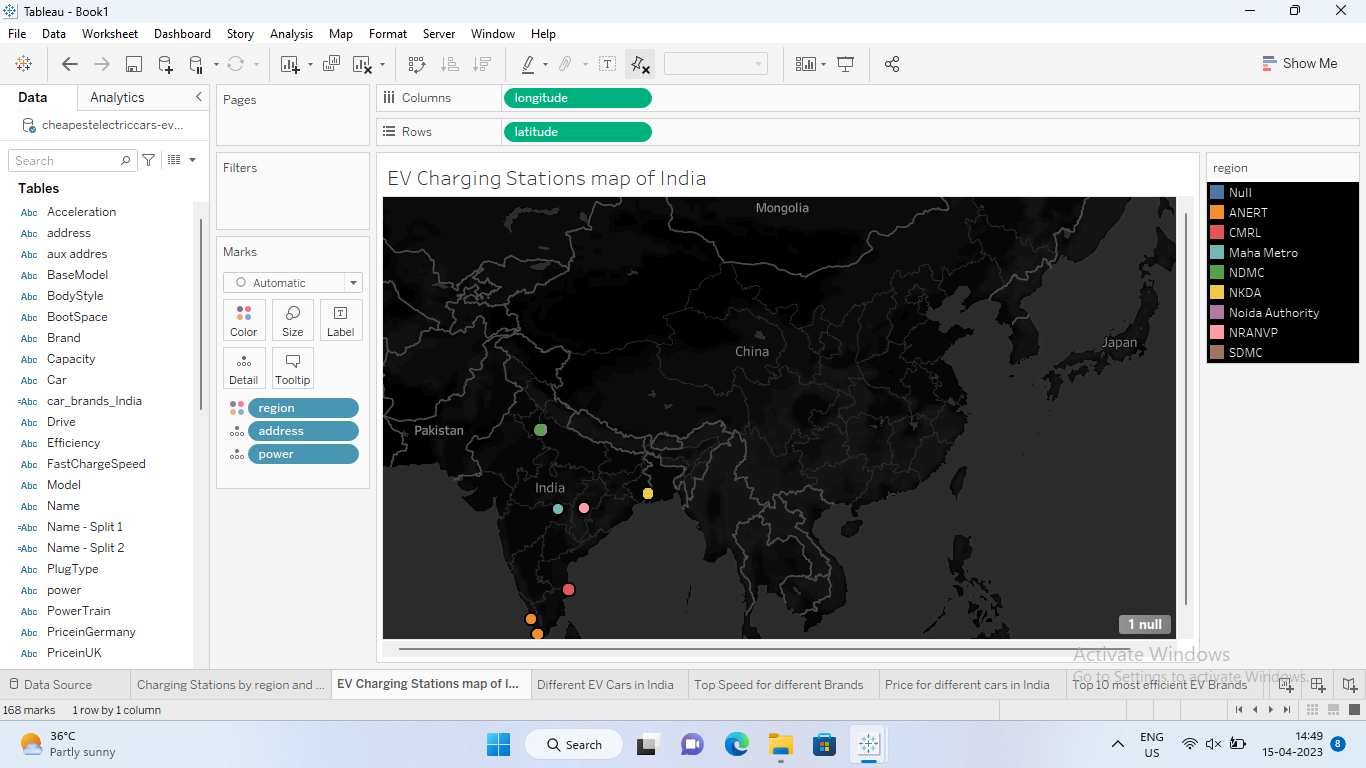 Tableau - Book1
File Data Worksheet Dashboard Story Analysis Map Format Server Window Help
Show Me
Data Analytics
cheapestelectriccars-ev...
Search
Tables
Abc Acceleration
Abc address
Abc aux addres
Abc BaseModel
Abc BodyStyle
Abc BootSpace
Abc Brand
Abc Capacity
Abc Car
=Abc car_brands_India
Abc Drive
Abc Efficiency
Abc FastChargeSpeed
Abc Model
Abc Name
=Abc Name - Split 1
=Abc Name - Split 2
Abc PlugType
Abc power
Abc PowerTrain
Abc PriceinGermany
Abc PriceinUK
Pages
Filters
Marks
Automatic
Color Size Label
Detail Tooltip
region
address
power
Columns longitude
Rows latitude
EV Charging Stations map of India
Mongolia
China
Japan
Pakistan
India
1 null
region
Null
ANERT
CMRL
Maha Metro
NDMC
NKDA
Noida Authority
NRANVP
SDMC
Activate Windows
Go to Settings to activate Windows.
Data Source Charging Stations by region and ... EV Charging Stations map of I... Different EV Cars in India Top Speed for different Brands Price for different cars in India Top 10 most efficient EV Brands
168 marks 1 row by 1 column
36°C
Partly sunny
Search
ENG
US
14:49
15-04-2023
8